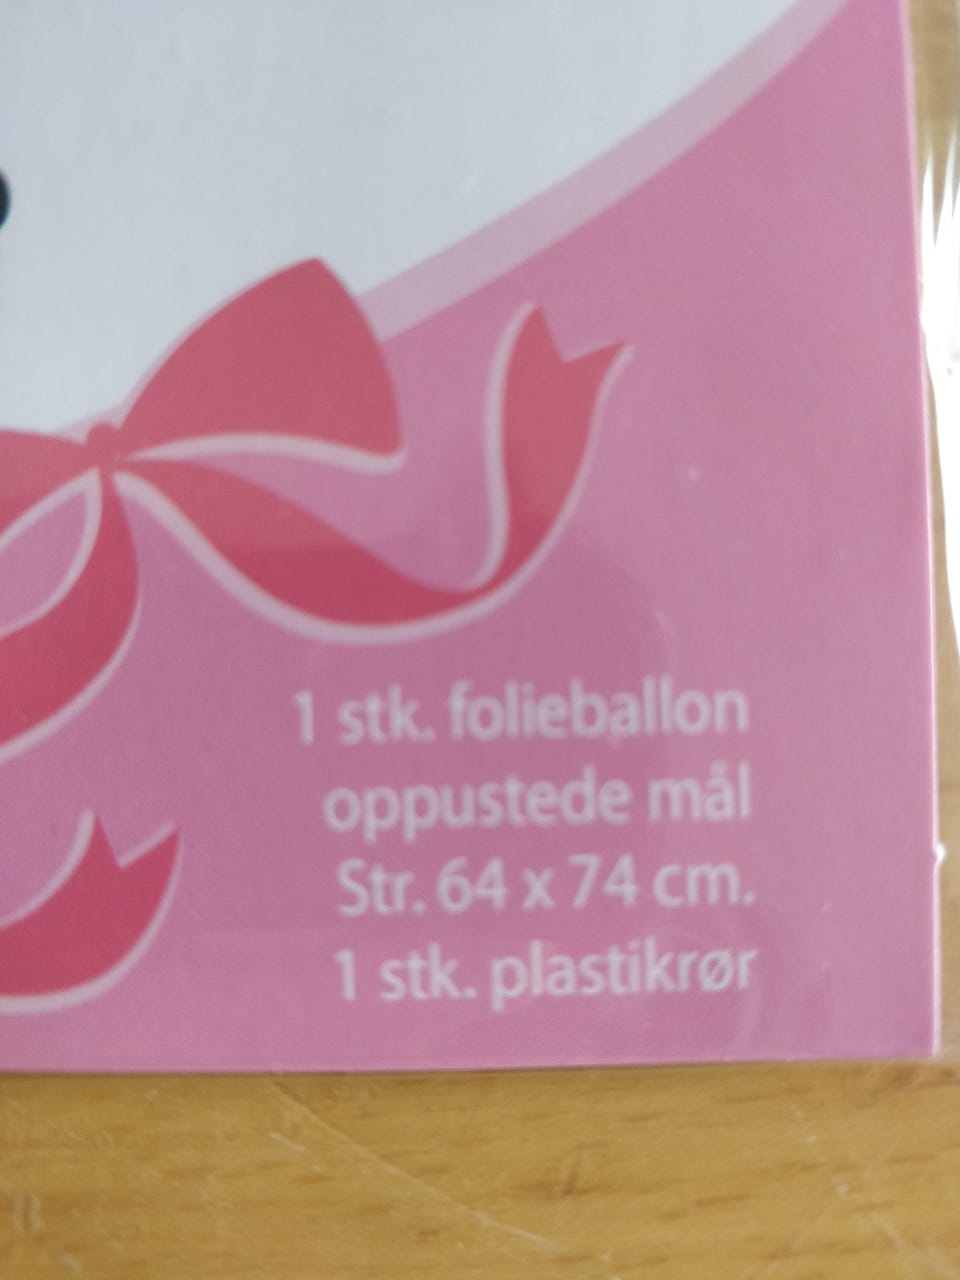 1 stk. folieballon
oppustede mål
Str. 64 x 74 cm.
1 stk. plastikrør